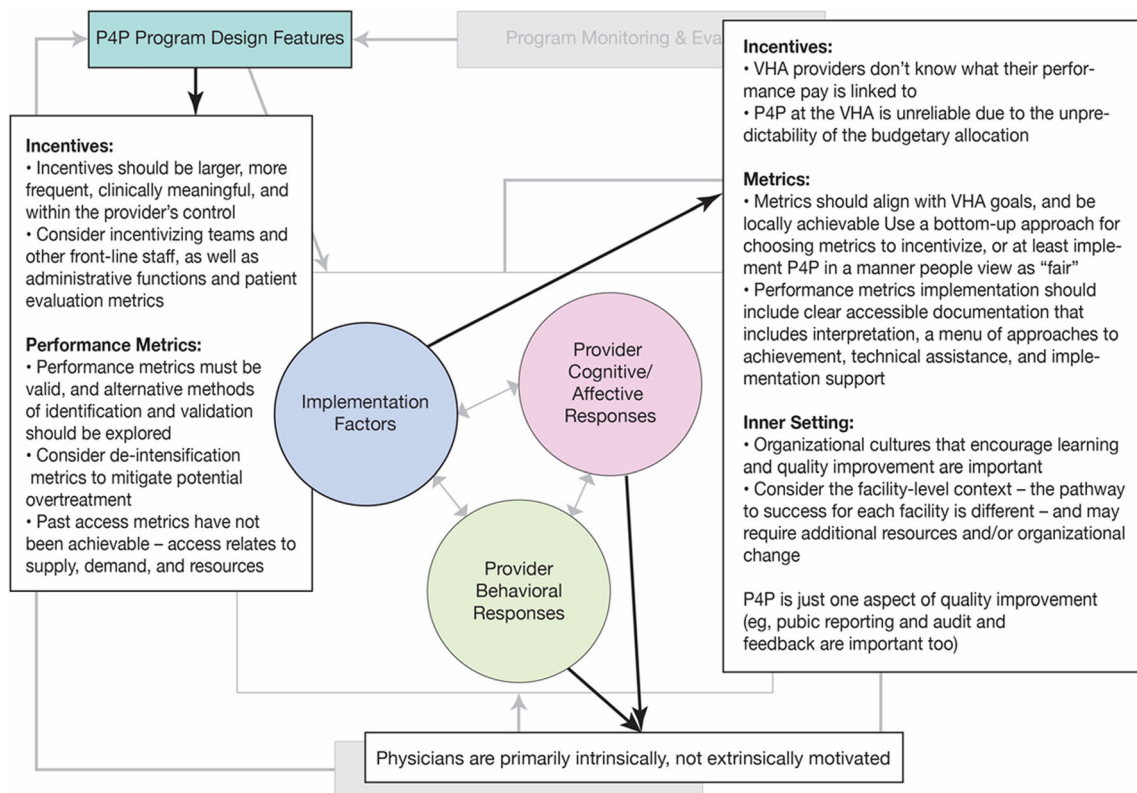 P4P Program Design Features
Program Monitoring & Eva
Incentives:
• Incentives should be larger, more
frequent, clinically meaningful, and
within the provider’s control
• Consider incentivizing teams and
other front-line staff, as well as
administrative functions and patient
evaluation metrics
Performance Metrics:
• Performance metrics must be
valid, and alternative methods
of identification and validation
should be explored
• Consider de-intensification
metrics to mitigate potential
overtreatment
• Past access metrics have not
been achievable – access relates to
supply, demand, and resources
Implementation
Factors
Provider
Cognitive/
Affective
Responses
Provider
Behavioral
Responses
Incentives:
• VHA providers don’t know what their perfor-
mance pay is linked to
• P4P at the VHA is unreliable due to the unpre-
dictability of the budgetary allocation
Metrics:
• Metrics should align with VHA goals, and be
locally achievable Use a bottom-up approach for
choosing metrics to incentivize, or at least imple-
ment P4P in a manner people view as “fair”
• Performance metrics implementation should
include clear accessible documentation that
includes interpretation, a menu of approaches to
achievement, technical assistance, and imple-
mentation support
Inner Setting:
• Organizational cultures that encourage learning
and quality improvement are important
• Consider the facility-level context – the pathway
to success for each facility is different – and may
require additional resources and/or organizational
change
P4P is just one aspect of quality improvement
(eg, pubic reporting and audit and
feedback are important too)
Physicians are primarily intrinsically, not extrinsically motivated